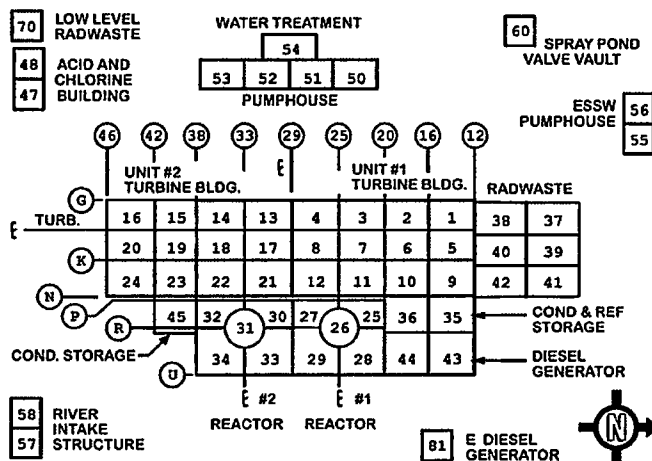 70 LOW LEVEL RADWASTE
48 ACID AND CHLORINE
47 BUILDING
WATER TREATMENT
54
53 52 51 50
PUMPHOUSE
60 SPRAY POND VALVE VAULT
ESSW PUMPHOUSE 56
55
46 42 38 33 29 25 20 16 12
UNIT #2 TURBINE BLDG.
UNIT #1 TURBINE BLDG.
RADWASTE
G
TURB.
16 15 14 13 4 3 2 1 38 37
20 19 18 17 8 7 6 5 40 39
K
24 23 22 21 12 11 10 9 42 41
N
P
R
45 32 31 30 27 26 25 36 35
COND & REF STORAGE
COND. STORAGE
34 33 29 28 44 43
DIESEL GENERATOR
U
#2 REACTOR
#1 REACTOR
58 RIVER INTAKE
57 STRUCTURE
81 E DIESEL GENERATOR
N